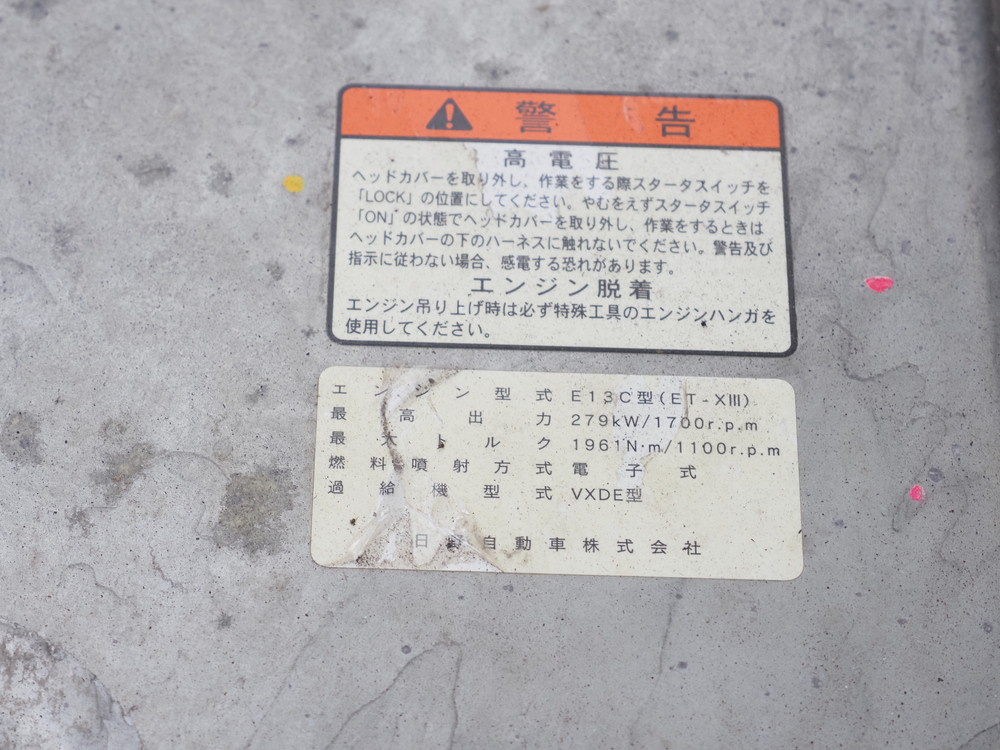 警告
高電圧
ヘッドカバーを取り外し、作業をする際スタータスイッチを
「LOCK」の位置にしてください。やむをえずスタータスイッチ
「ON」の状態でヘッドカバーを取り外し、作業をするときは
ヘッドカバーの下のハーネスに触れないでください。警告及び
指示に従わない場合、感電する恐れがあります。
エンジン脱着
エンジン吊り上げ時は必ず特殊工具のエンジンハンガを
使用してください。
エンジン型式 E13C型(ET-XIII)
最高出力 279kW/1700r.p.m
最大トルク 1961N·m/1100r.p.m
燃料噴射方式 電子式
過給機型式 VXDE型
日野自動車株式会社